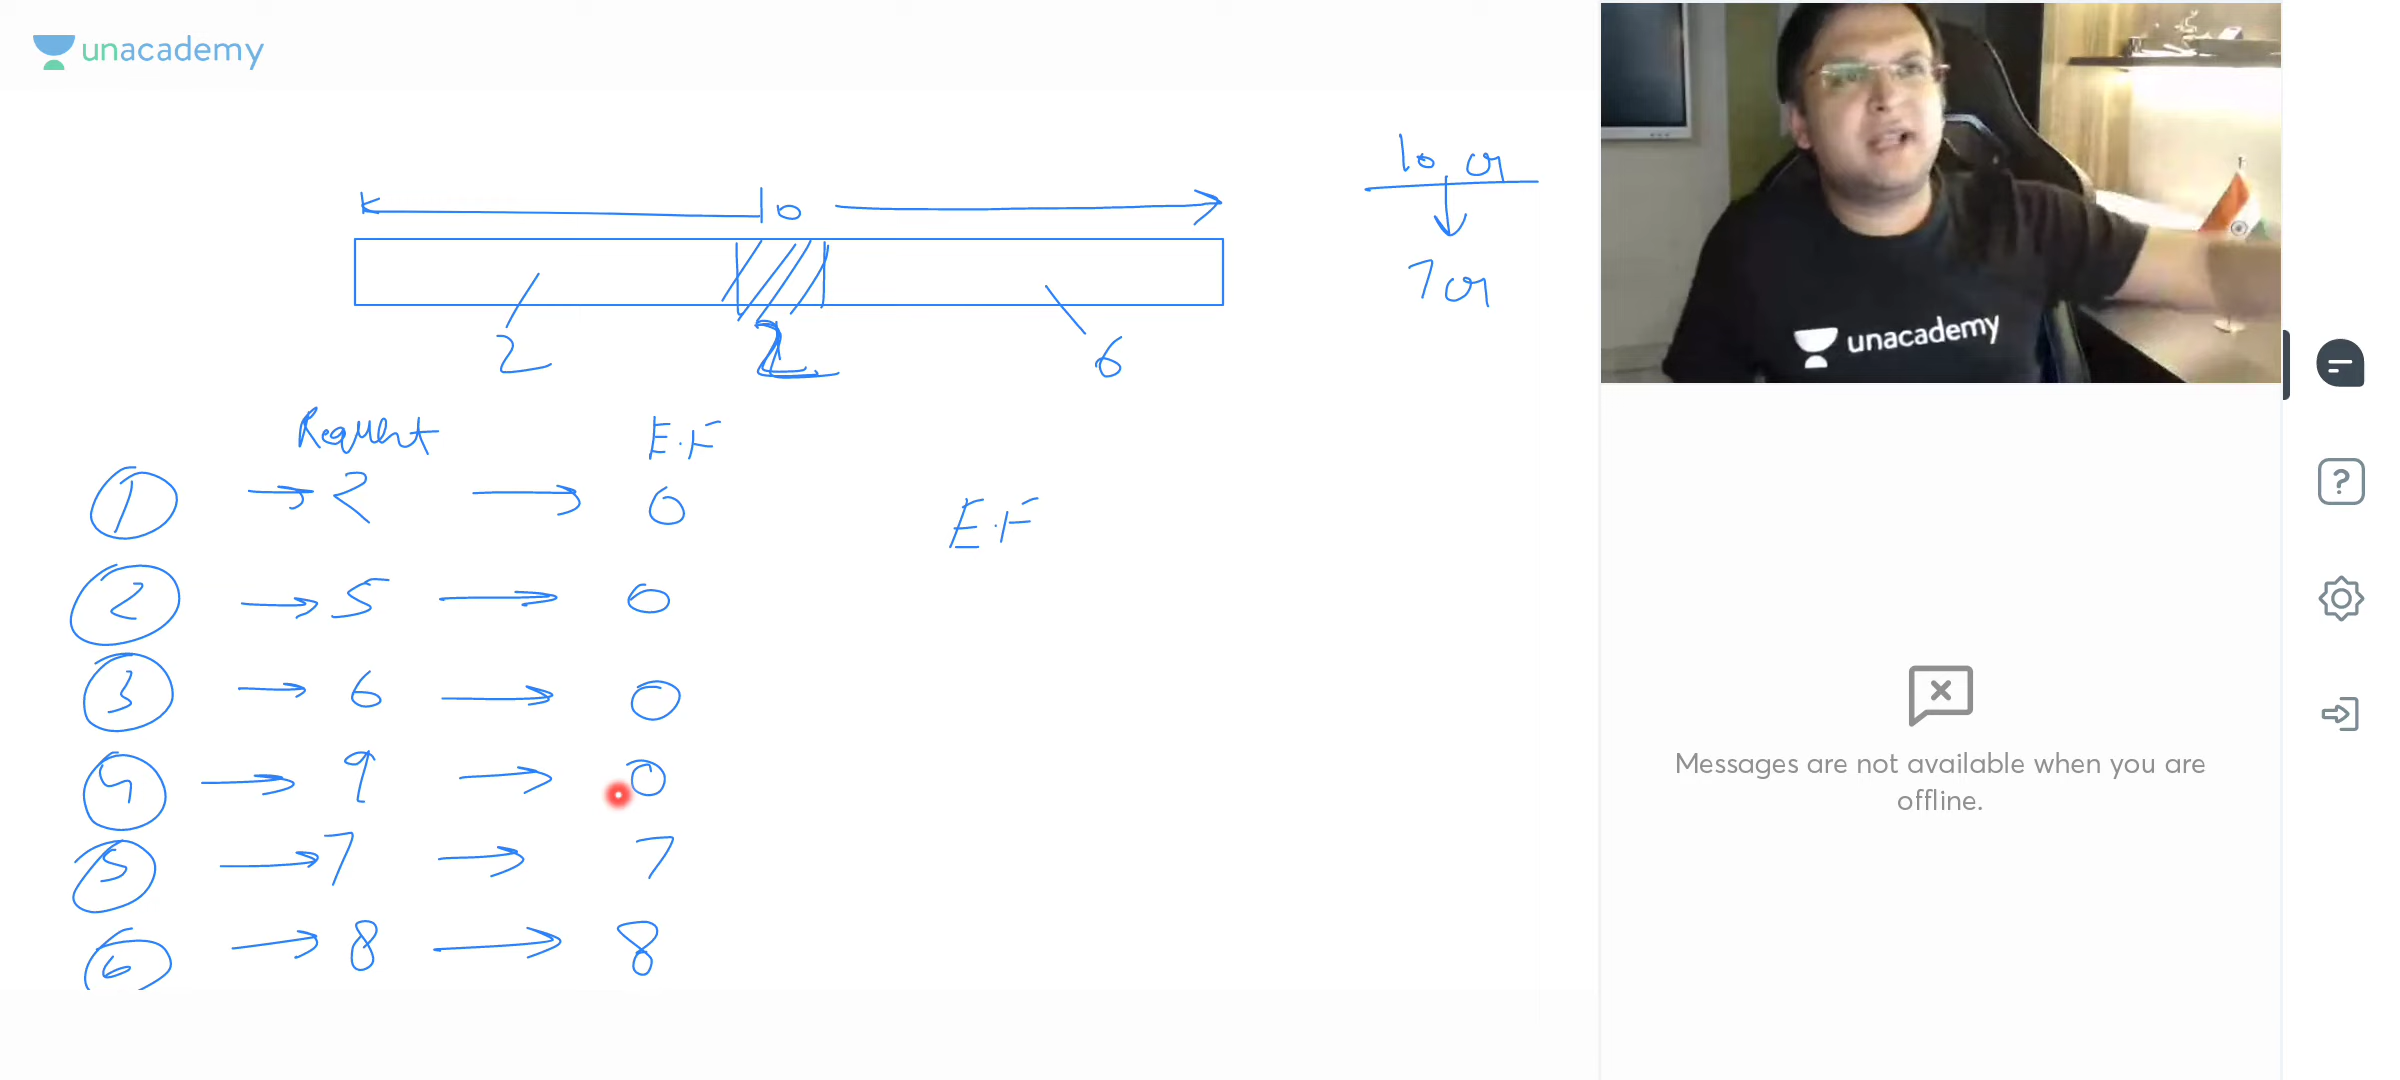 unacademy
10
10 cr
7 cr
2 2 6
Request E.F
1 → 2 → 0
E.F
2 → 5 → 0
3 → 6 → 0
4 → 9 → 0
5 → 7 → 7
6 → 8 → 8
unacademy
?
Messages are not available when you are
offline.